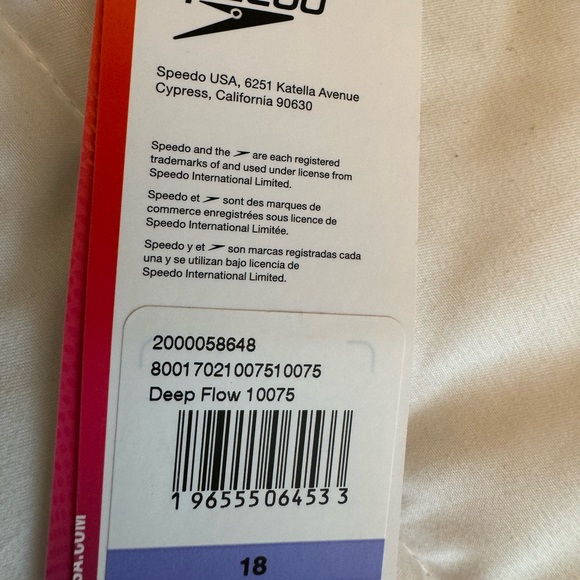 Speedo USA, 6251 Katella Avenue
Cypress, California 90630
Speedo and the are each registered
trademarks of and used under license from
Speedo International Limited.
Speedo et sont des marques de
commerce enregistrées sous licence de
Speedo International Limitée.
Speedo y et son marcas registradas cada
una y se utilizan bajo licencia de
Speedo International Limited.
2000058648
80017021007510075
Deep Flow 10075
1 96555 06453 3
18
SA.COM